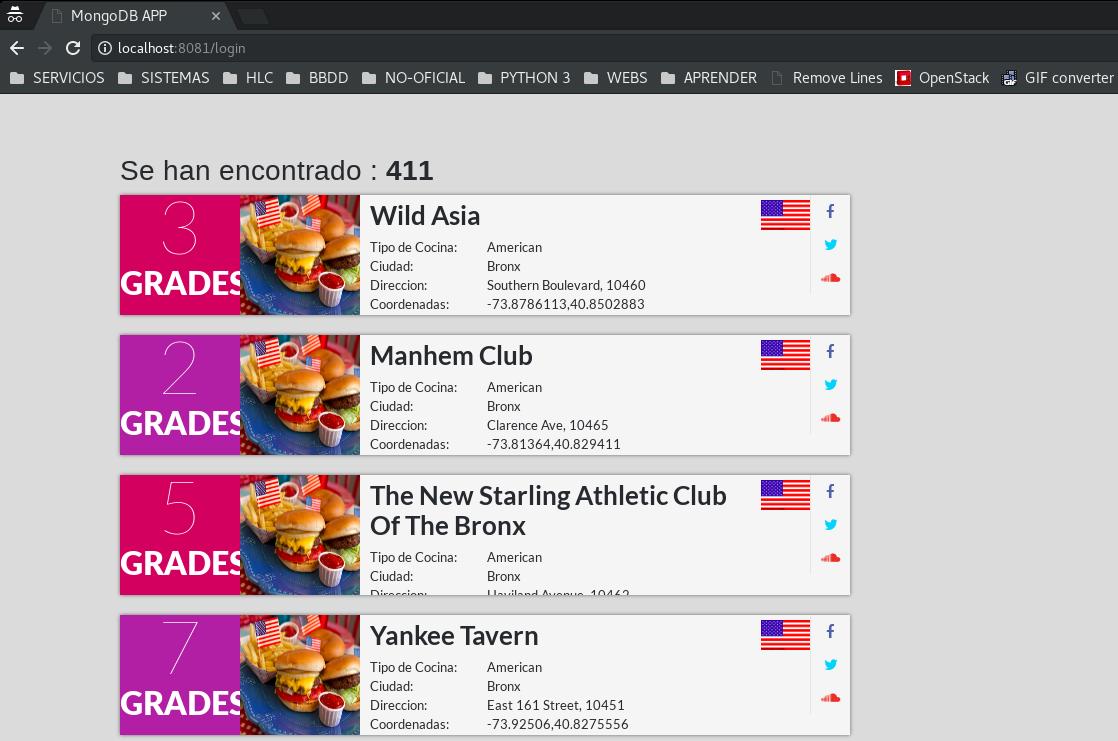 MongoDB APP
localhost:8081/login
SERVICIOS SISTEMAS HLC BBDD NO-OFICIAL PYTHON 3 WEBS APRENDER Remove Lines OpenStack GIF converter
Se han encontrado : 411
3
GRADES
Wild Asia
Tipo de Cocina: American
Ciudad: Bronx
Direccion: Southern Boulevard, 10460
Coordenadas: -73.8786113,40.8502883
2
GRADES
Manhem Club
Tipo de Cocina: American
Ciudad: Bronx
Direccion: Clarence Ave, 10465
Coordenadas: -73.81364,40.829411
5
GRADES
The New Starling Athletic Club
Of The Bronx
Tipo de Cocina: American
Ciudad: Bronx
Direccion: Haviland Avenue, 10462
7
GRADES
Yankee Tavern
Tipo de Cocina: American
Ciudad: Bronx
Direccion: East 161 Street, 10451
Coordenadas: -73.92506,40.8275556